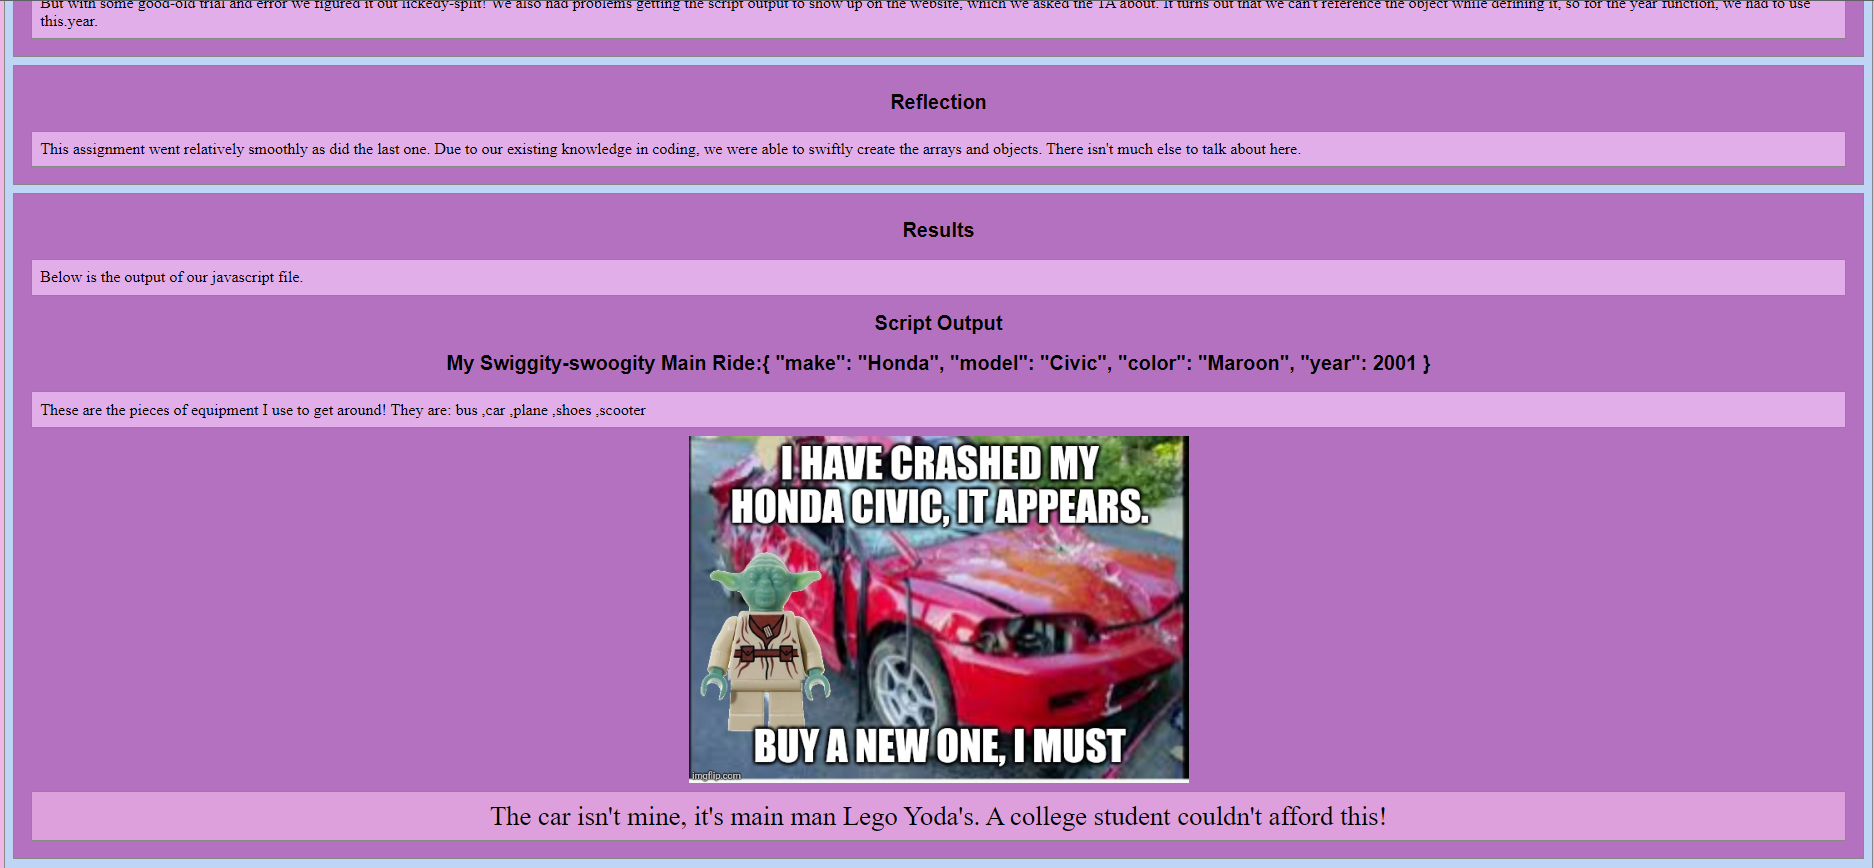 But with some good-old trial and error we figured it out lickedy-split! We also had problems getting the script output to show up on the website, which we asked the TA about. It turns out that we can't reference the object while defining it, so for the year function, we had to use
this.year.
Reflection
This assignment went relatively smoothly as did the last one. Due to our existing knowledge in coding, we were able to swiftly create the arrays and objects. There isn't much else to talk about here.
Results
Below is the output of our javascript file.
Script Output
My Swiggity-swoogity Main Ride:{ "make": "Honda", "model": "Civic", "color": "Maroon", "year": 2001 }
These are the pieces of equipment I use to get around! They are: bus ,car ,plane ,shoes ,scooter
I HAVE CRASHED MY
HONDA CIVIC, IT APPEARS.
BUY A NEW ONE, I MUST
imgflip.com
The car isn't mine, it's main man Lego Yoda's. A college student couldn't afford this!